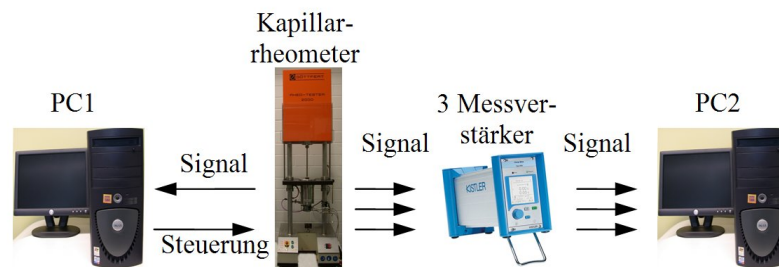 Kapillar-
rheometer
PC1
3 Messver-
stärker
PC2
Signal
Signal
Signal
Steuerung
KISTLER